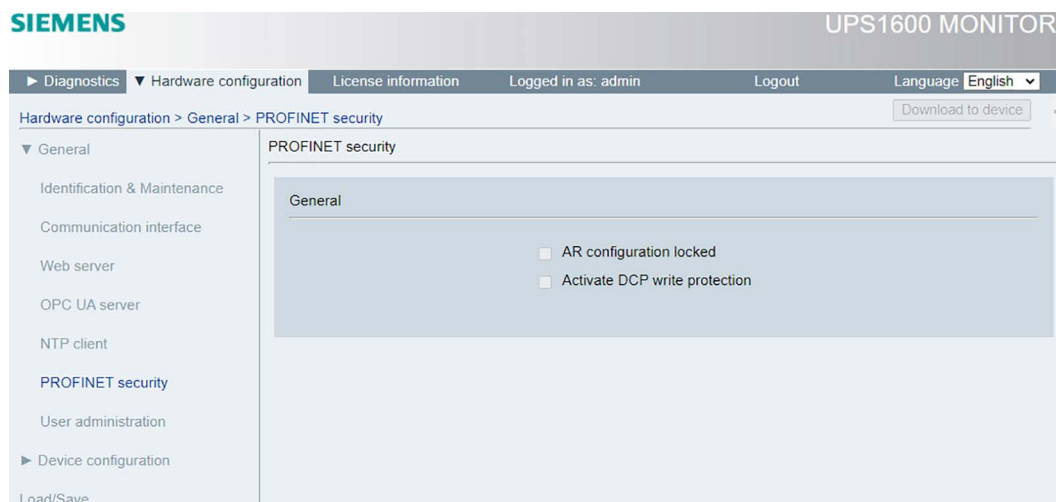 SIEMENS
UPS1600 MONITOR
► Diagnostics ▼ Hardware configuration License information Logged in as: admin Logout Language English
Hardware configuration > General > PROFINET security
Download to device
▼ General
Identification & Maintenance
Communication interface
Web server
OPC UA server
NTP client
PROFINET security
User administration
► Device configuration
Load/Save
PROFINET security
General
AR configuration locked
Activate DCP write protection